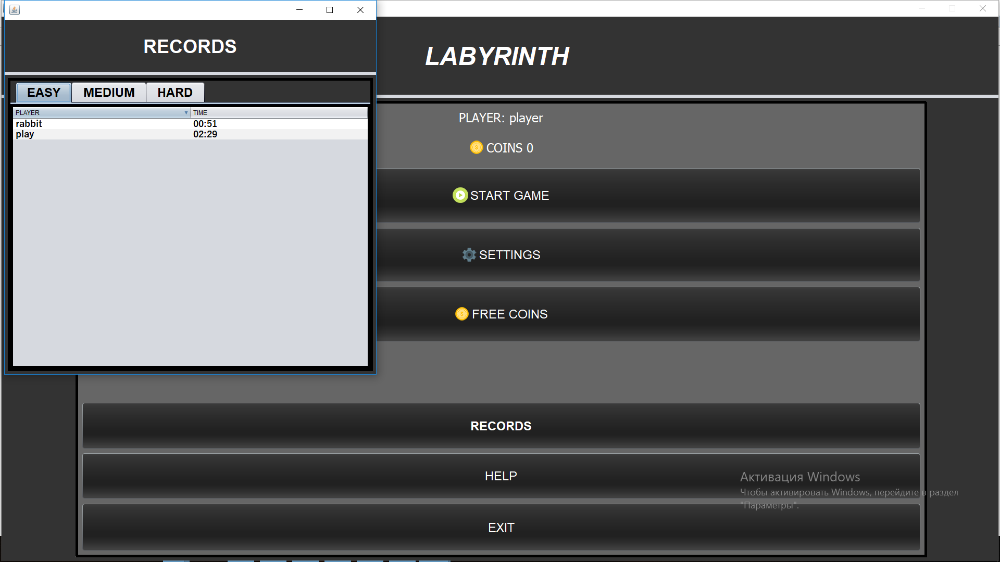 RECORDS
EASY MEDIUM HARD
PLAYER TIME
rabbit 00:51
play 02:29
LABYRINTH
PLAYER: player
COINS 0
START GAME
SETTINGS
FREE COINS
RECORDS
HELP
EXIT
Активация Windows
Чтобы активировать Windows, перейдите в раздел
"Параметры".